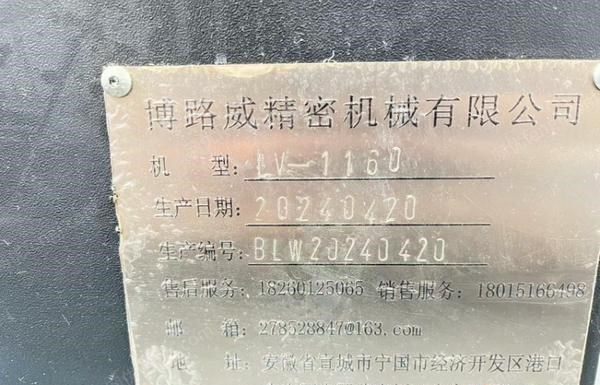 博路威精密机械有限公司
机 型: LV-1160
生产日期: 20240420
生产编号: BLW20240420
售后服务: 18260125065 销售服务: 18015166498
邮 箱: 278528847@163.com
地 址: 安徽省宣城市宁国市经济开发区港口